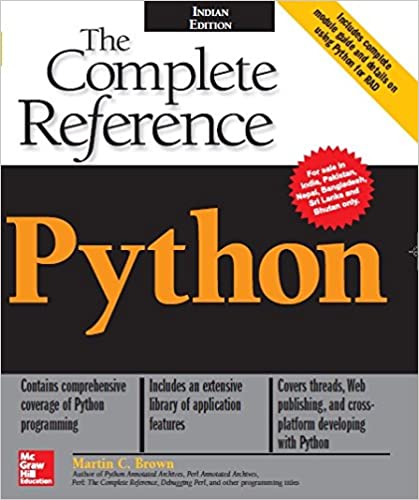 INDIAN
EDITION
The
Complete
Reference
Includes complete
module guide and details on
using Python for RAD
For sale in
India, Pakistan,
Nepal, Bangladesh,
Sri Lanka and
Bhutan only.
Python
Contains comprehensive
coverage of Python
programming
Includes an extensive
library of application
features
Covers threads, Web
publishing, and cross-
platform developing
with Python
Mc
Graw
Hill
Education
Martin C. Brown
Author of Python Annotated Archives, Perl Annotated Archives,
Perl: The Complete Reference, Debugging Perl, and other programming titles